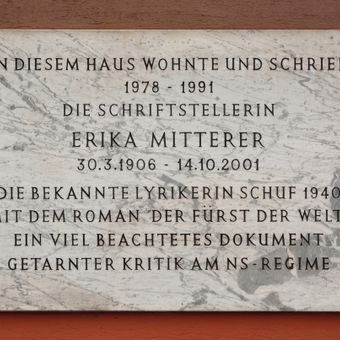 N DIESEM HAUS WOHNTE UND SCHRIEB
1978 - 1991
DIE SCHRIFTSTELLERIN
ERIKA MITTERER
30.3.1906 - 14.10.2001
DIE BEKANNTE LYRIKERIN SCHUF 1940
MIT DEM ROMAN 'DER FÜRST DER WELT'
EIN VIEL BEACHTETES DOKUMENT
GETARNTER KRITIK AM NS-REGIME